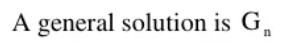 A general solution is Gₙ